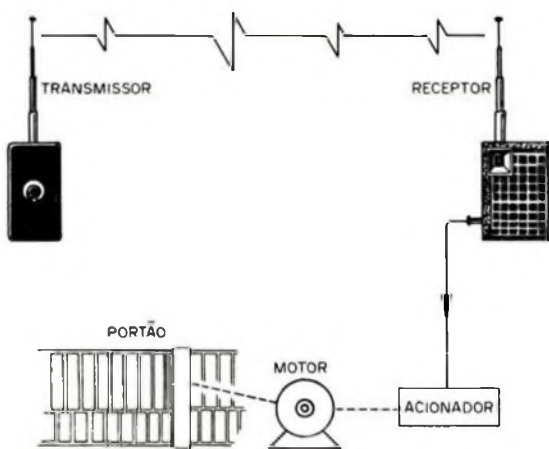 TRANSMISSOR
RECEPTOR
PORTÃO
MOTOR
ACIONADOR